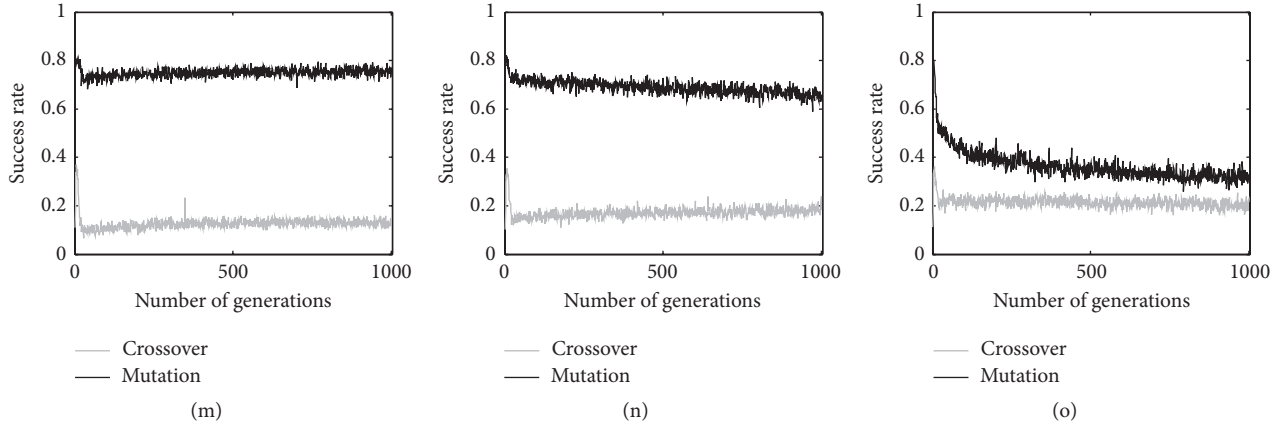 1
0.8
0.6
0.4
0.2
0
Success rate
0
500
1000
Number of generations
Crossover
Mutation
(m)
1
0.8
0.6
0.4
0.2
0
Success rate
0
500
1000
Number of generations
Crossover
Mutation
(n)
1
0.8
0.6
0.4
0.2
0
Success rate
0
500
1000
Number of generations
Crossover
Mutation
(o)